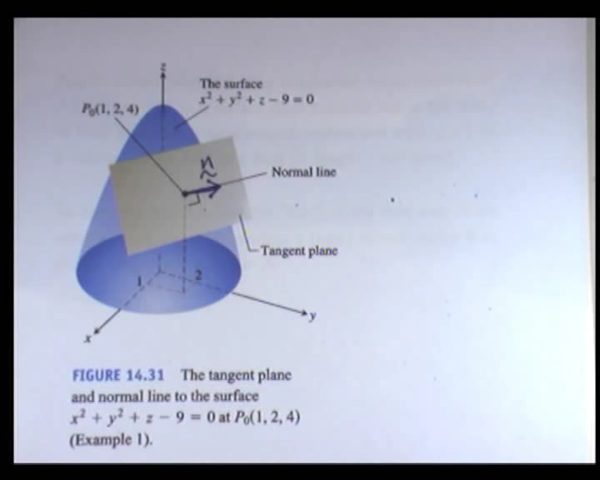 z
The surface
x² + y² + z − 9 = 0
P₀(1, 2, 4)
n
Normal line
Tangent plane
1
2
y
x
FIGURE 14.31 The tangent plane
and normal line to the surface
x² + y² + z − 9 = 0 at P₀(1, 2, 4)
(Example 1).